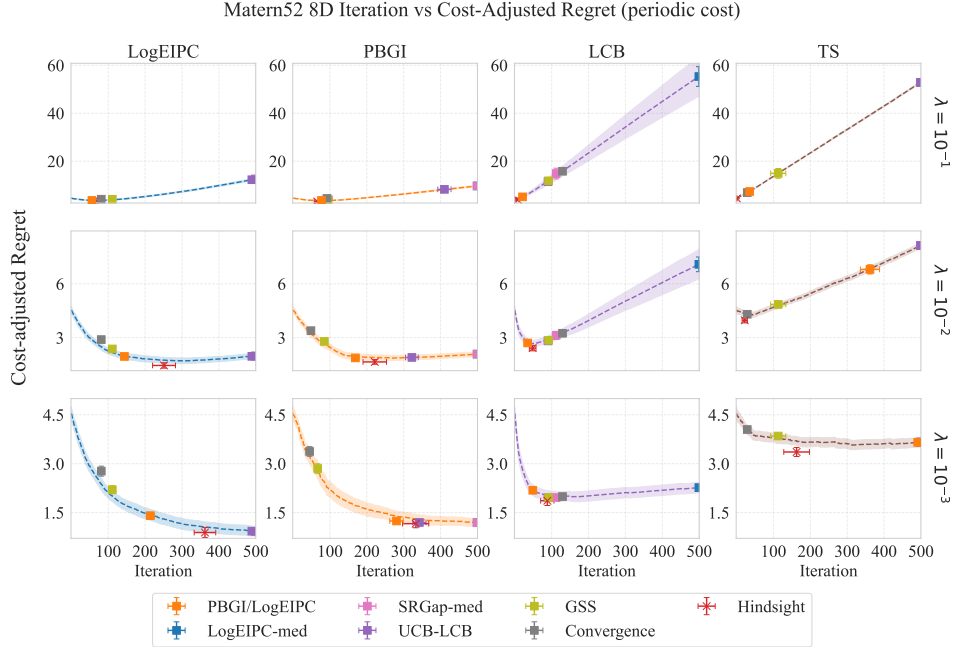 Matern52 8D Iteration vs Cost-Adjusted Regret (periodic cost)
LogEIPC PBGI LCB TS
60 60 60 60
40 40 40 40
20 20 20 20
λ = 10⁻¹
Cost-adjusted Regret
6 6 6 6
3 3 3 3
λ = 10⁻²
4.5 4.5 4.5 4.5
3.0 3.0 3.0 3.0
1.5 1.5 1.5 1.5
λ = 10⁻³
100 200 300 400 500 100 200 300 400 500 100 200 300 400 500 100 200 300 400 500
Iteration Iteration Iteration Iteration
PBGI/LogEIPC SRGap-med GSS Hindsight
LogEIPC-med UCB-LCB Convergence